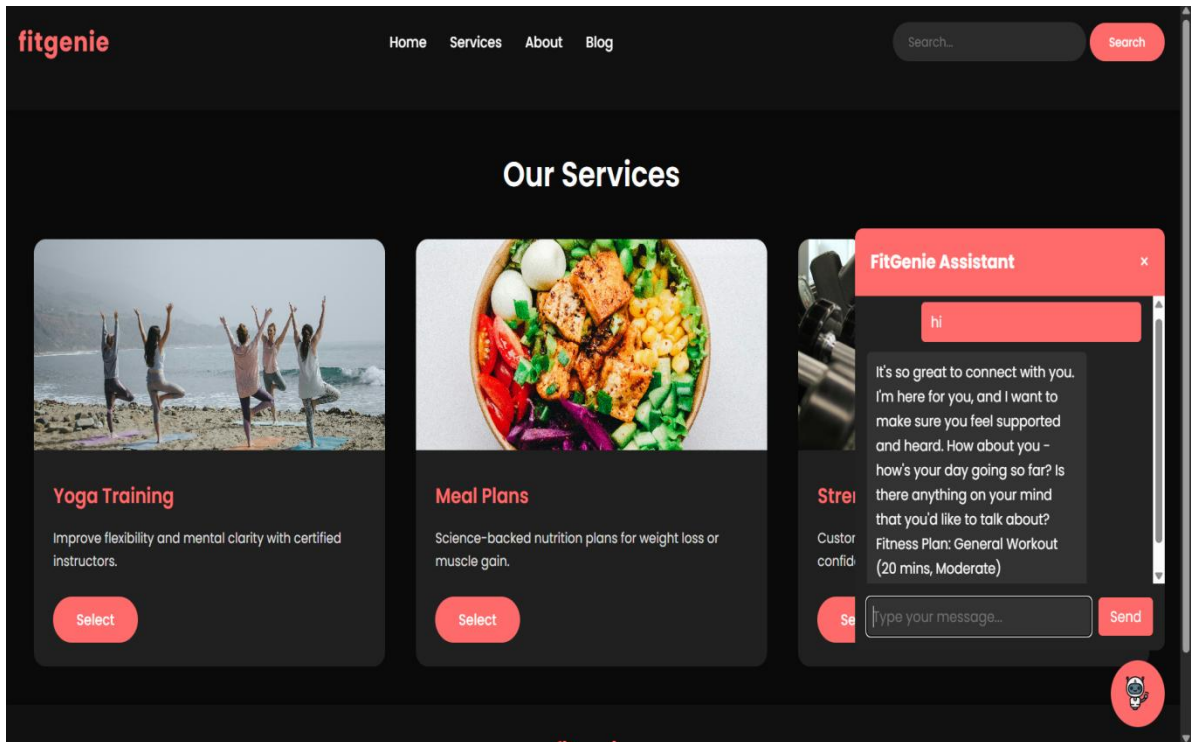 fitgenie
Home Services About Blog
Search...
Search
Our Services
Yoga Training
Improve flexibility and mental clarity with certified
instructors.
Select
Meal Plans
Science-backed nutrition plans for weight loss or
muscle gain.
Select
FitGenie Assistant
×
hi
It's so great to connect with you.
I'm here for you, and I want to
make sure you feel supported
and heard. How about you -
how's your day going so far? Is
there anything on your mind
that you'd like to talk about?
Fitness Plan: General Workout
(20 mins, Moderate)
Type your message...
Send